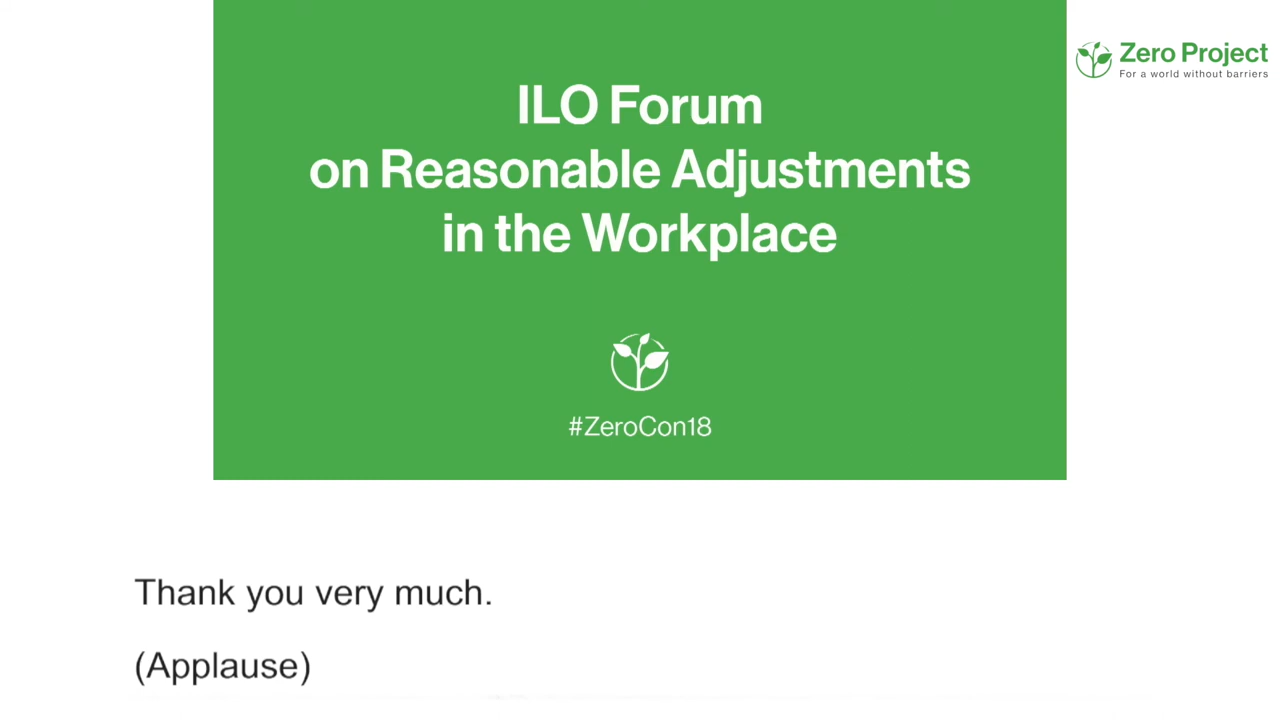 ILO Forum
on Reasonable Adjustments
in the Workplace
#ZeroCon18
Zero Project
For a world without barriers
Thank you very much.
(Applause)